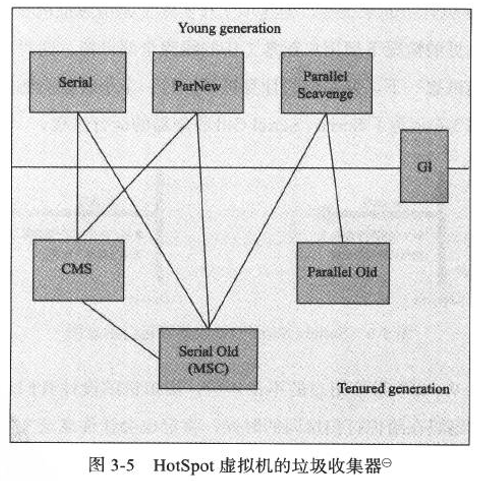 Young generation
Serial
ParNew
Parallel
Scavenge
G1
CMS
Parallel Old
Serial Old
(MSC)
Tenured generation
图 3-5 HotSpot 虚拟机的垃圾收集器㊀